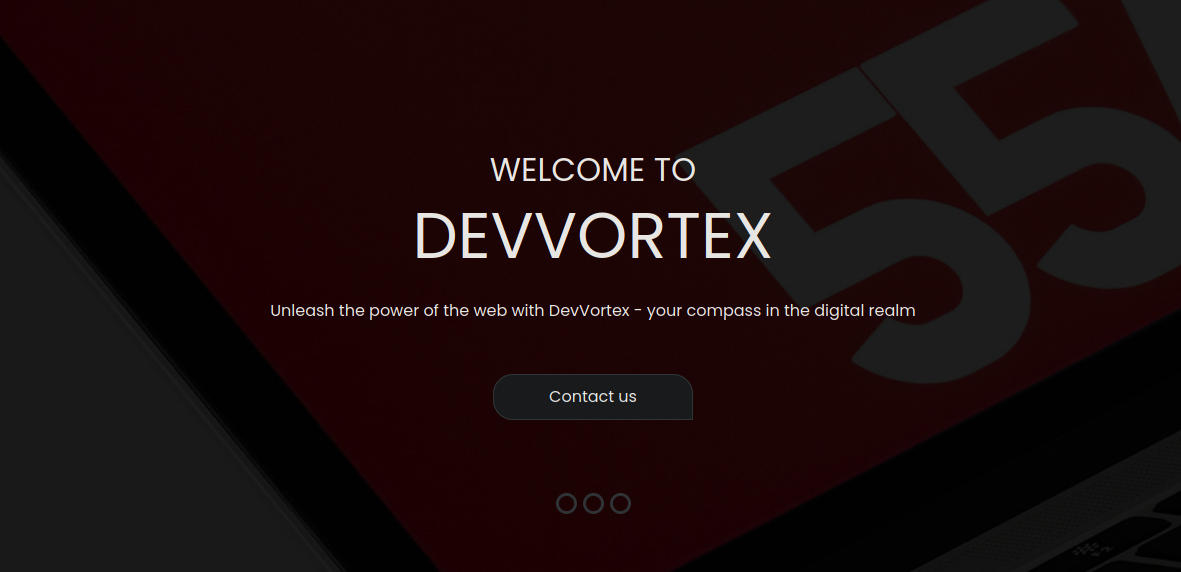 55
WELCOME TO
DEVVORTEX
Unleash the power of the web with DevVortex - your compass in the digital realm
Contact us